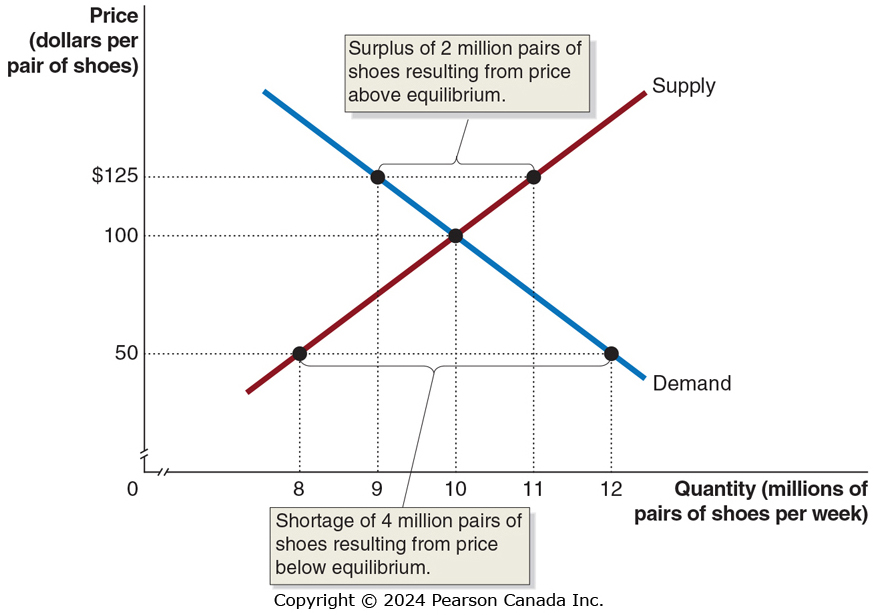 Price
(dollars per
pair of shoes)
Surplus of 2 million pairs of
shoes resulting from price
above equilibrium.
Supply
$125
100
50
Demand
0
8
9
10
11
12
Quantity (millions of
pairs of shoes per week)
Shortage of 4 million pairs of
shoes resulting from price
below equilibrium.
Copyright © 2024 Pearson Canada Inc.